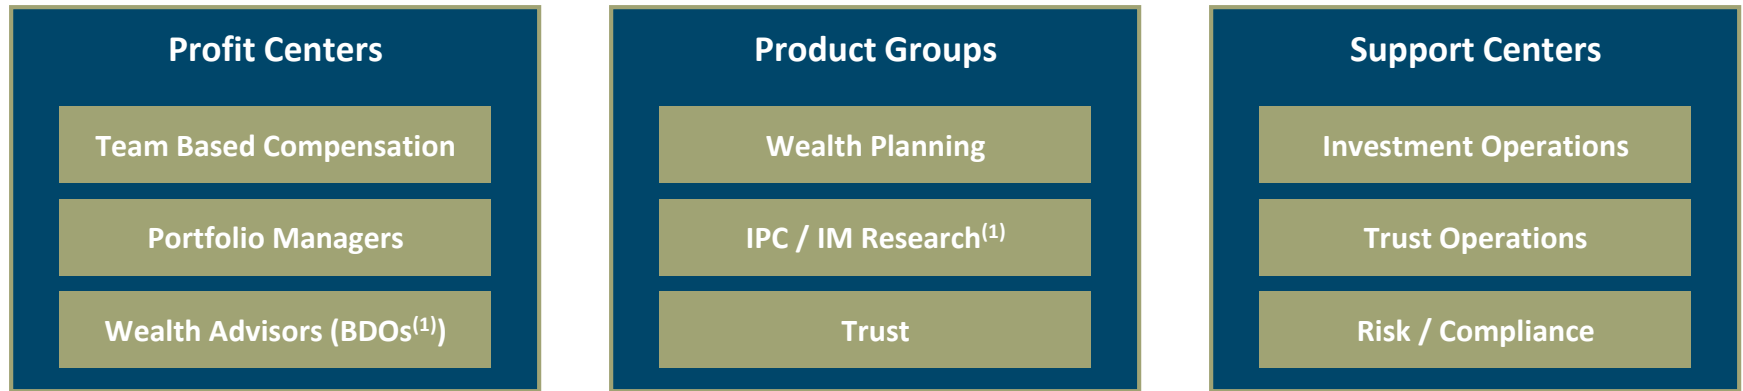 Profit Centers
Team Based Compensation
Portfolio Managers
Wealth Advisors (BDOs(1))
Product Groups
Wealth Planning
IPC / IM Research(1)
Trust
Support Centers
Investment Operations
Trust Operations
Risk / Compliance